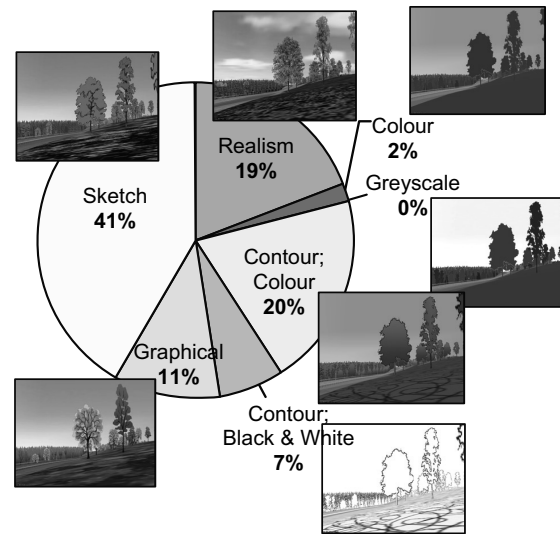 Realism
19%
Colour
2%
Greyscale
0%
Contour;
Colour
20%
Contour;
Black & White
7%
Graphical
11%
Sketch
41%